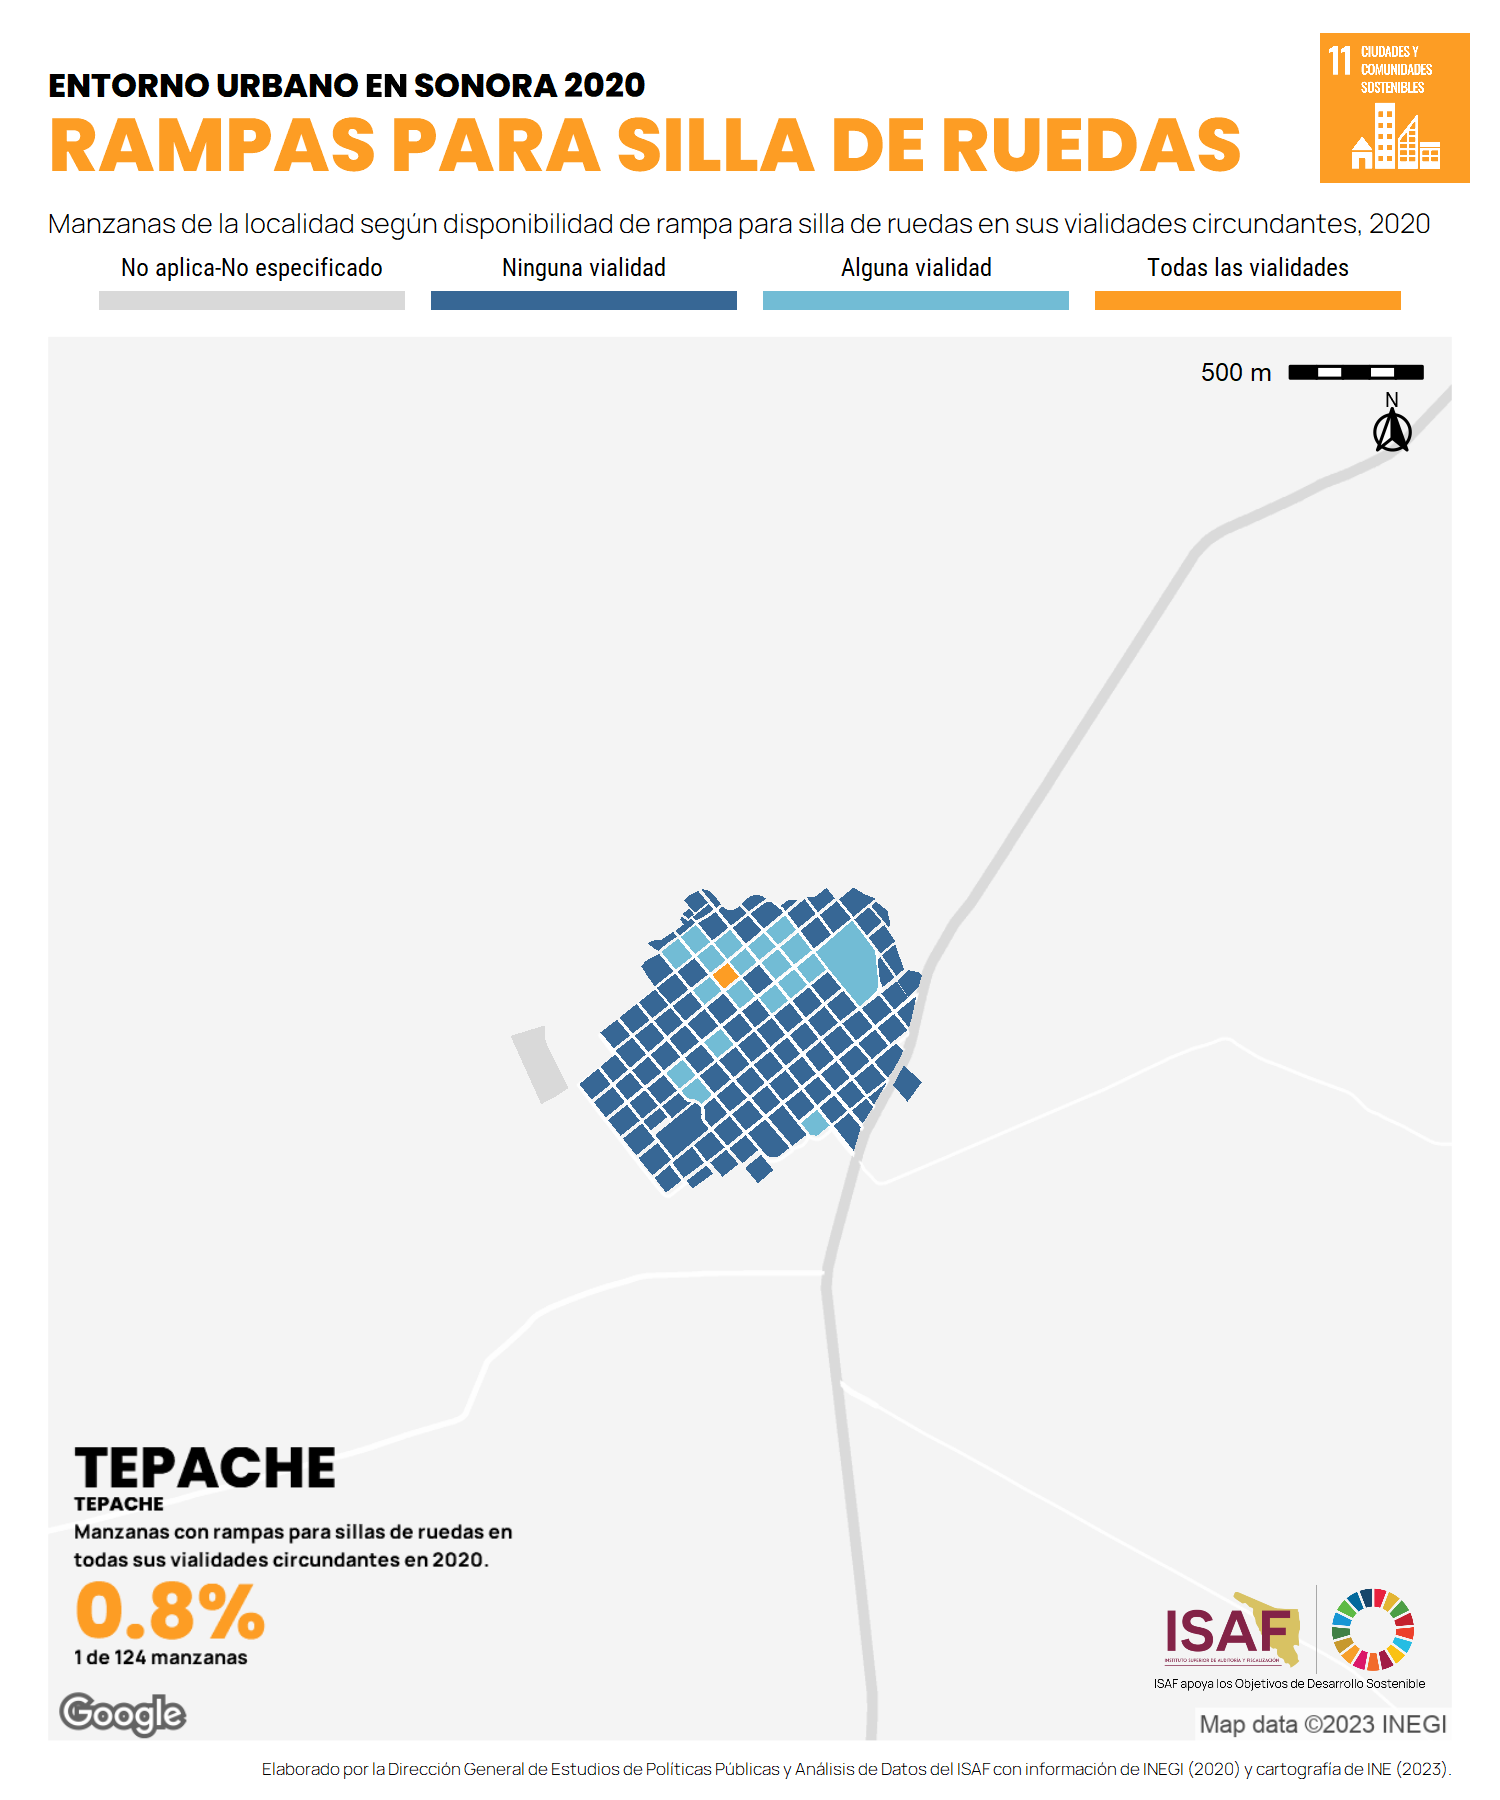 ENTORNO URBANO EN SONORA 2020
RAMPAS PARA SILLA DE RUEDAS
11 CIUDADES Y
COMUNIDADES
SOSTENIBLES
Manzanas de la localidad según disponibilidad de rampa para silla de ruedas en sus vialidades circundantes, 2020
No aplica-No especificado Ninguna vialidad Alguna vialidad Todas las vialidades
500 m
N
TEPACHE
TEPACHE
Manzanas con rampas para sillas de ruedas en
todas sus vialidades circundantes en 2020.
0.8%
1 de 124 manzanas
Google
ISAF
INSTITUTO SUPERIOR DE AUDITORÍA Y FISCALIZACIÓN
ISAF apoya los Objetivos de Desarrollo Sostenible
Map data ©2023 INEGI
Elaborado por la Dirección General de Estudios de Políticas Públicas y Análisis de Datos del ISAF con información de INEGI (2020) y cartografía de INE (2023).